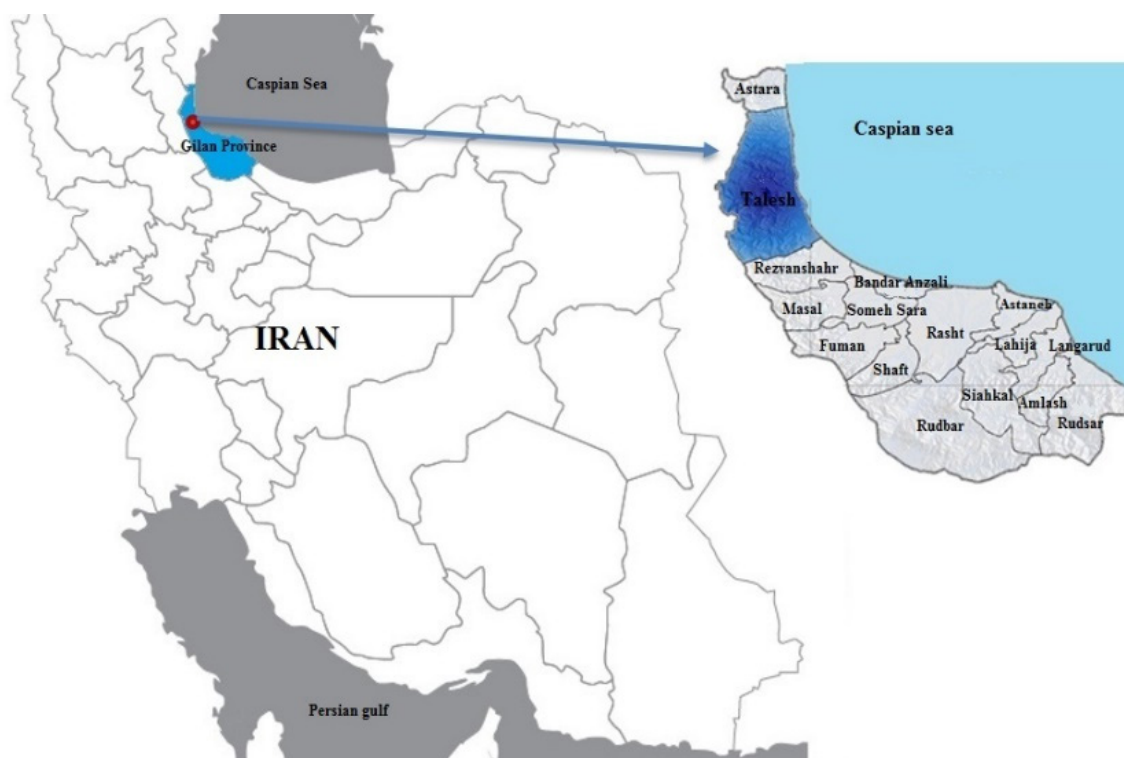 Caspian Sea
Gilan Province
IRAN
Persian gulf
Astara
Caspian sea
Talesh
Rezvanshahr
Bandar Anzali
Masal
Someh Sara
Astaneh
Rasht
Fuman
Lahija
Langarud
Shaft
Siahkal
Amlash
Rudbar
Rudsar